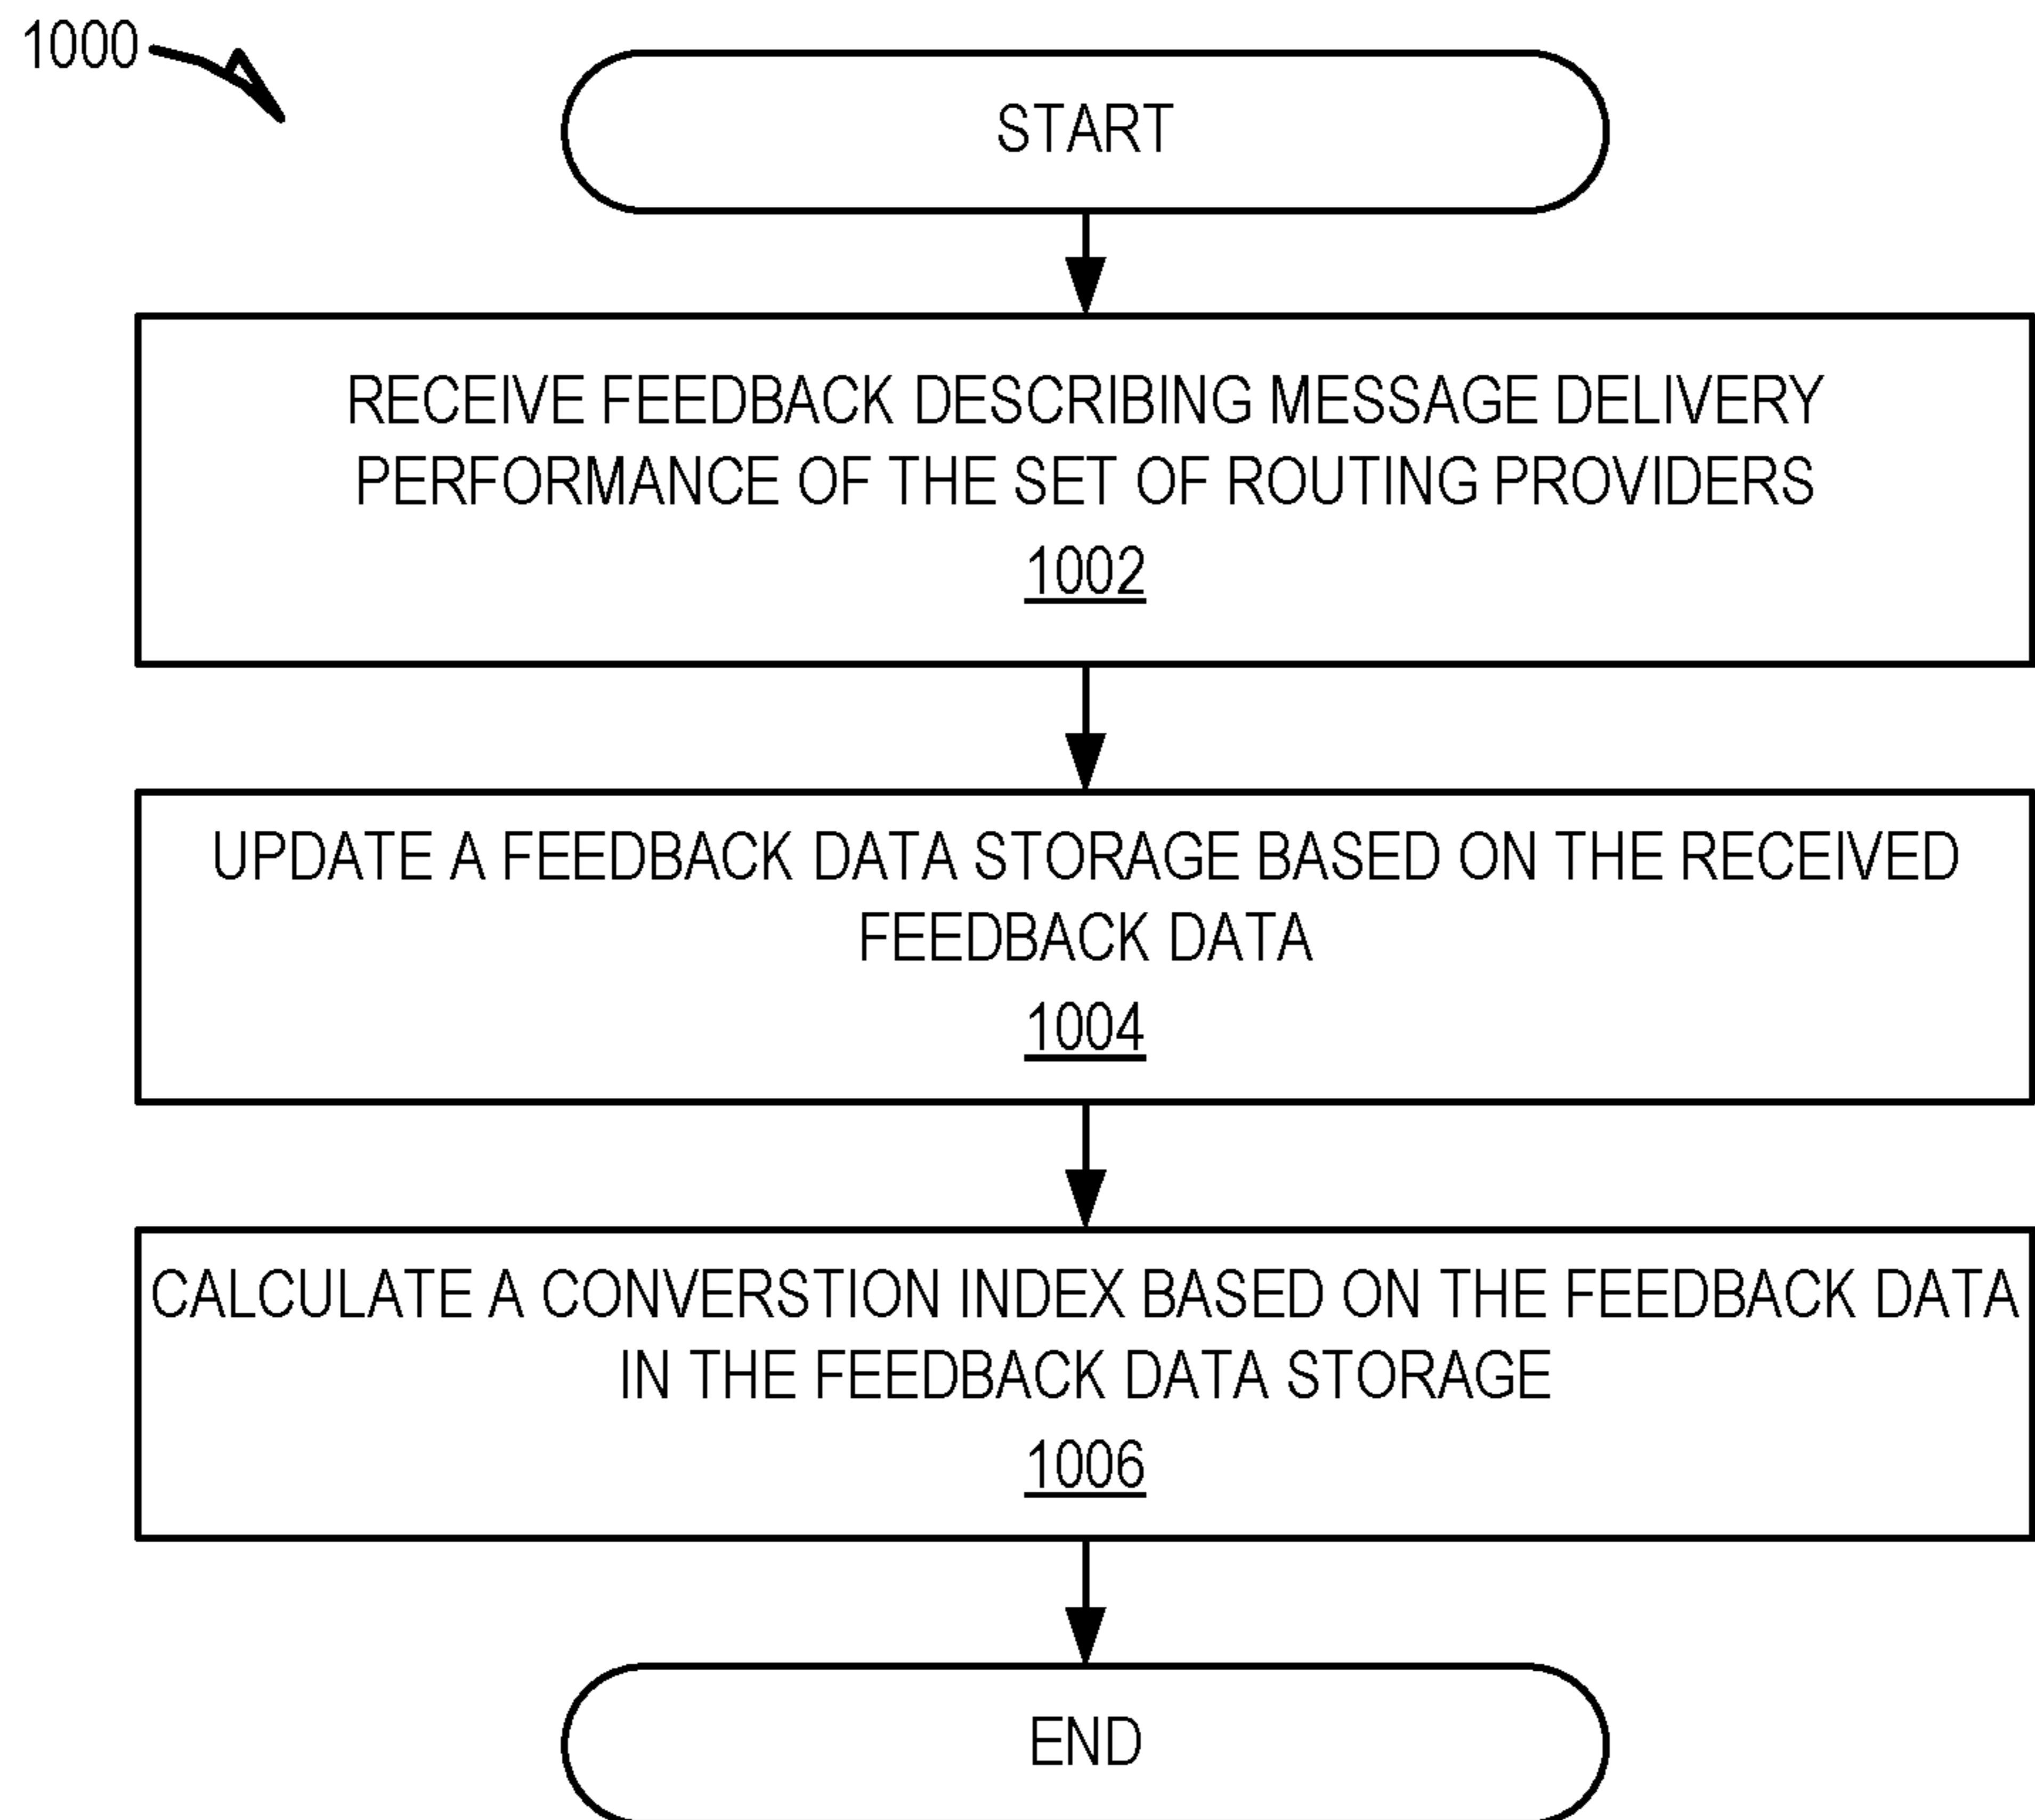 1000
START
RECEIVE FEEDBACK DESCRIBING MESSAGE DELIVERY
PERFORMANCE OF THE SET OF ROUTING PROVIDERS
1002
UPDATE A FEEDBACK DATA STORAGE BASED ON THE RECEIVED
FEEDBACK DATA
1004
CALCULATE A CONVERSTION INDEX BASED ON THE FEEDBACK DATA
IN THE FEEDBACK DATA STORAGE
1006
END